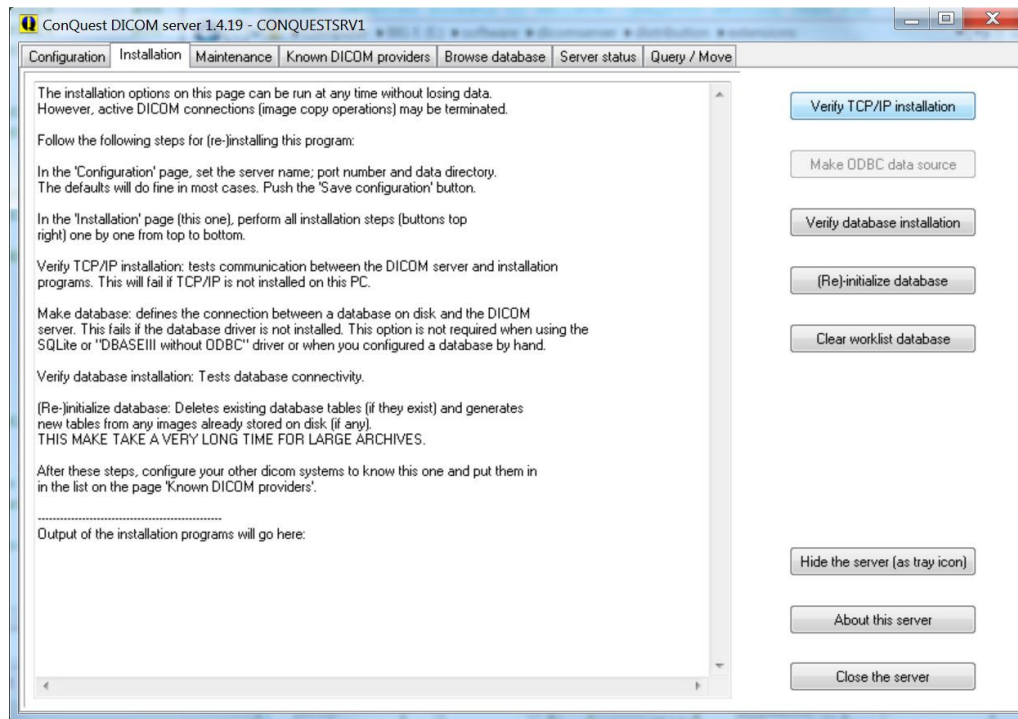 ConQuest DICOM server 1.4.19 - CONQUESTSRV1
Configuration Installation Maintenance Known DICOM providers Browse database Server status Query / Move
The installation options on this page can be run at any time without losing data.
However, active DICOM connections (image copy operations) may be terminated.
Follow the following steps for (re-)installing this program:
In the 'Configuration' page, set the server name; port number and data directory.
The defaults will do fine in most cases. Push the 'Save configuration' button.
In the 'Installation' page (this one), perform all installation steps (buttons top
right) one by one from top to bottom.
Verify TCP/IP installation: tests communication between the DICOM server and installation
programs. This will fail if TCP/IP is not installed on this PC.
Make database: defines the connection between a database on disk and the DICOM
server. This fails if the database driver is not installed. This option is not required when using the
SQLite or "DBASEIII without ODBC" driver or when you configured a database by hand.
Verify database installation: Tests database connectivity.
(Re-)initialize database: Deletes existing database tables (if they exist) and generates
new tables from any images already stored on disk (if any).
THIS MAKE TAKE A VERY LONG TIME FOR LARGE ARCHIVES.
After these steps, configure your other dicom systems to know this one and put them in
in the list on the page 'Known DICOM providers'.
--------------------------------------------------
Output of the installation programs will go here:
Verify TCP/IP installation
Make ODBC data source
Verify database installation
(Re)-initialize database
Clear worklist database
Hide the server (as tray icon)
About this server
Close the server